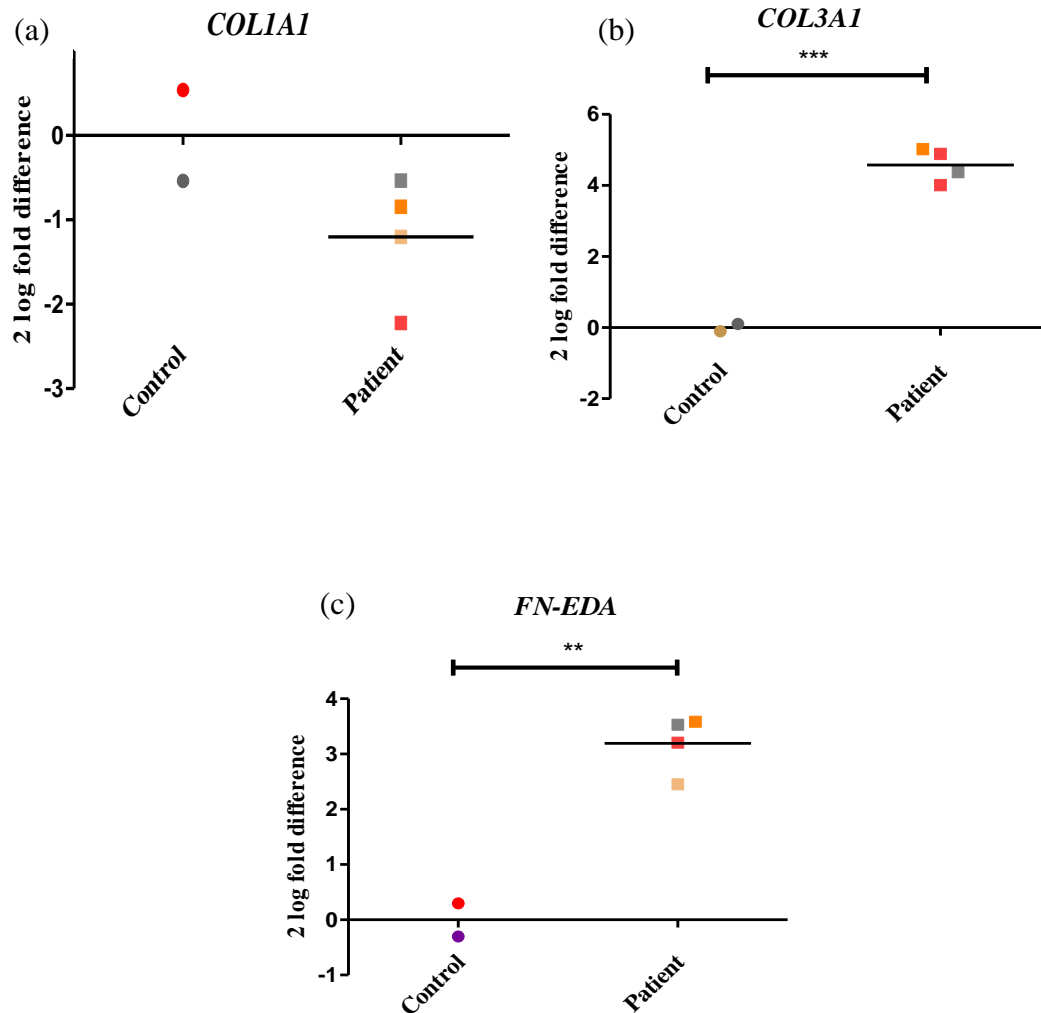 (a)
COL1A1
2 log fold difference
0
-1
-2
-3
Control
Patient
(b)
COL3A1
***
2 log fold difference
6
4
2
0
-2
Control
Patient
(c)
FN-EDA
**
2 log fold difference
4
3
2
1
0
-1
Control
Patient